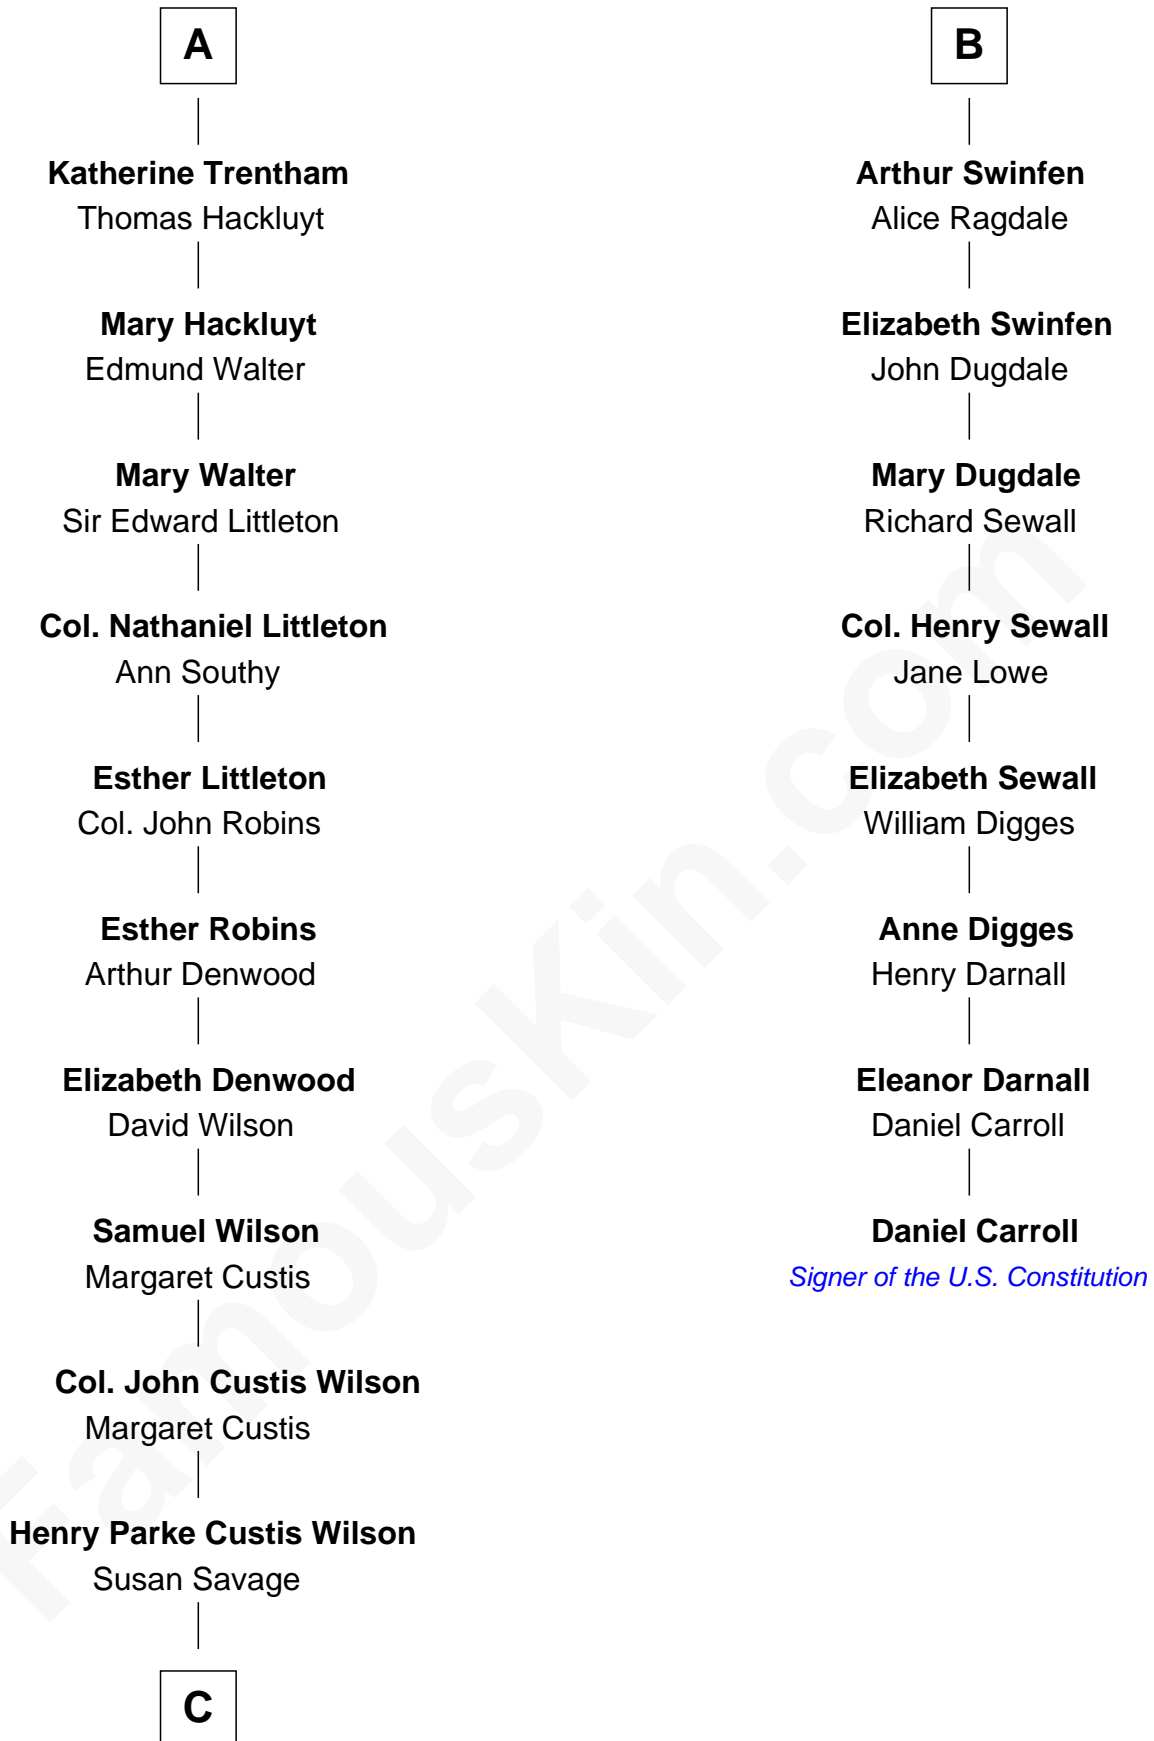 A
Katherine Trentham
Thomas Hackluyt
Mary Hackluyt
Edmund Walter
Mary Walter
Sir Edward Littleton
Col. Nathaniel Littleton
Ann Southy
Esther Littleton
Col. John Robins
Esther Robins
Arthur Denwood
Elizabeth Denwood
David Wilson
Samuel Wilson
Margaret Custis
Col. John Custis Wilson
Margaret Custis
Henry Parke Custis Wilson
Susan Savage
C
B
Arthur Swinfen
Alice Ragdale
Elizabeth Swinfen
John Dugdale
Mary Dugdale
Richard Sewall
Col. Henry Sewall
Jane Lowe
Elizabeth Sewall
William Digges
Anne Digges
Henry Darnall
Eleanor Darnall
Daniel Carroll
Daniel Carroll
Signer of the U.S. Constitution
FamousKin.com